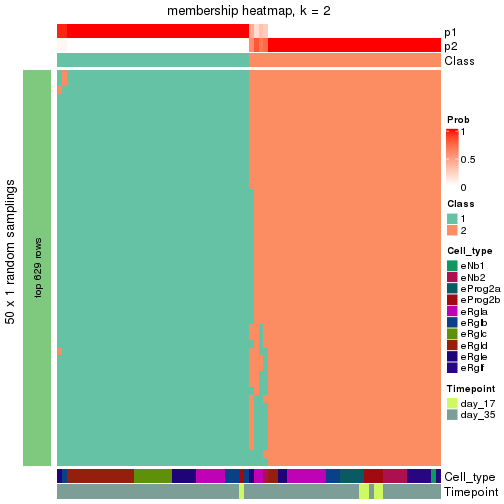 membership heatmap, k = 2
p1
p2
Class
50 x 1 random samplings
top 629 rows
Prob
1
0.5
0
Class
1
2
Cell_type
eNb1
eNb2
eProg2a
eProg2b
eRgla
eRglb
eRglc
eRgld
eRgle
eRglf
Timepoint
day_17
day_35
Cell_type
Timepoint